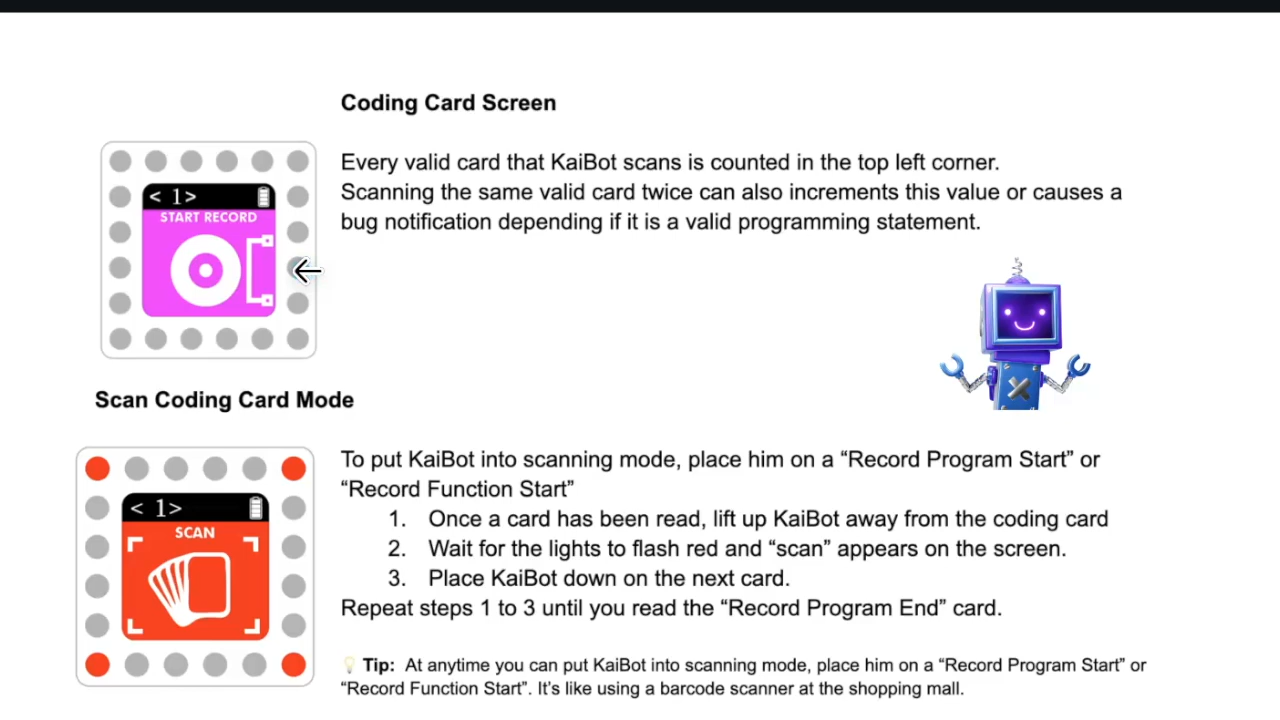 Coding Card Screen
Every valid card that KaiBot scans is counted in the top left corner.
Scanning the same valid card twice can also increments this value or causes a
bug notification depending if it is a valid programming statement.
< 1>
START RECORD
Scan Coding Card Mode
< 1>
SCAN
To put KaiBot into scanning mode, place him on a “Record Program Start” or
“Record Function Start”
1. Once a card has been read, lift up KaiBot away from the coding card
2. Wait for the lights to flash red and “scan” appears on the screen.
3. Place KaiBot down on the next card.
Repeat steps 1 to 3 until you read the “Record Program End” card.
💡 Tip: At anytime you can put KaiBot into scanning mode, place him on a “Record Program Start” or
“Record Function Start”. It’s like using a barcode scanner at the shopping mall.